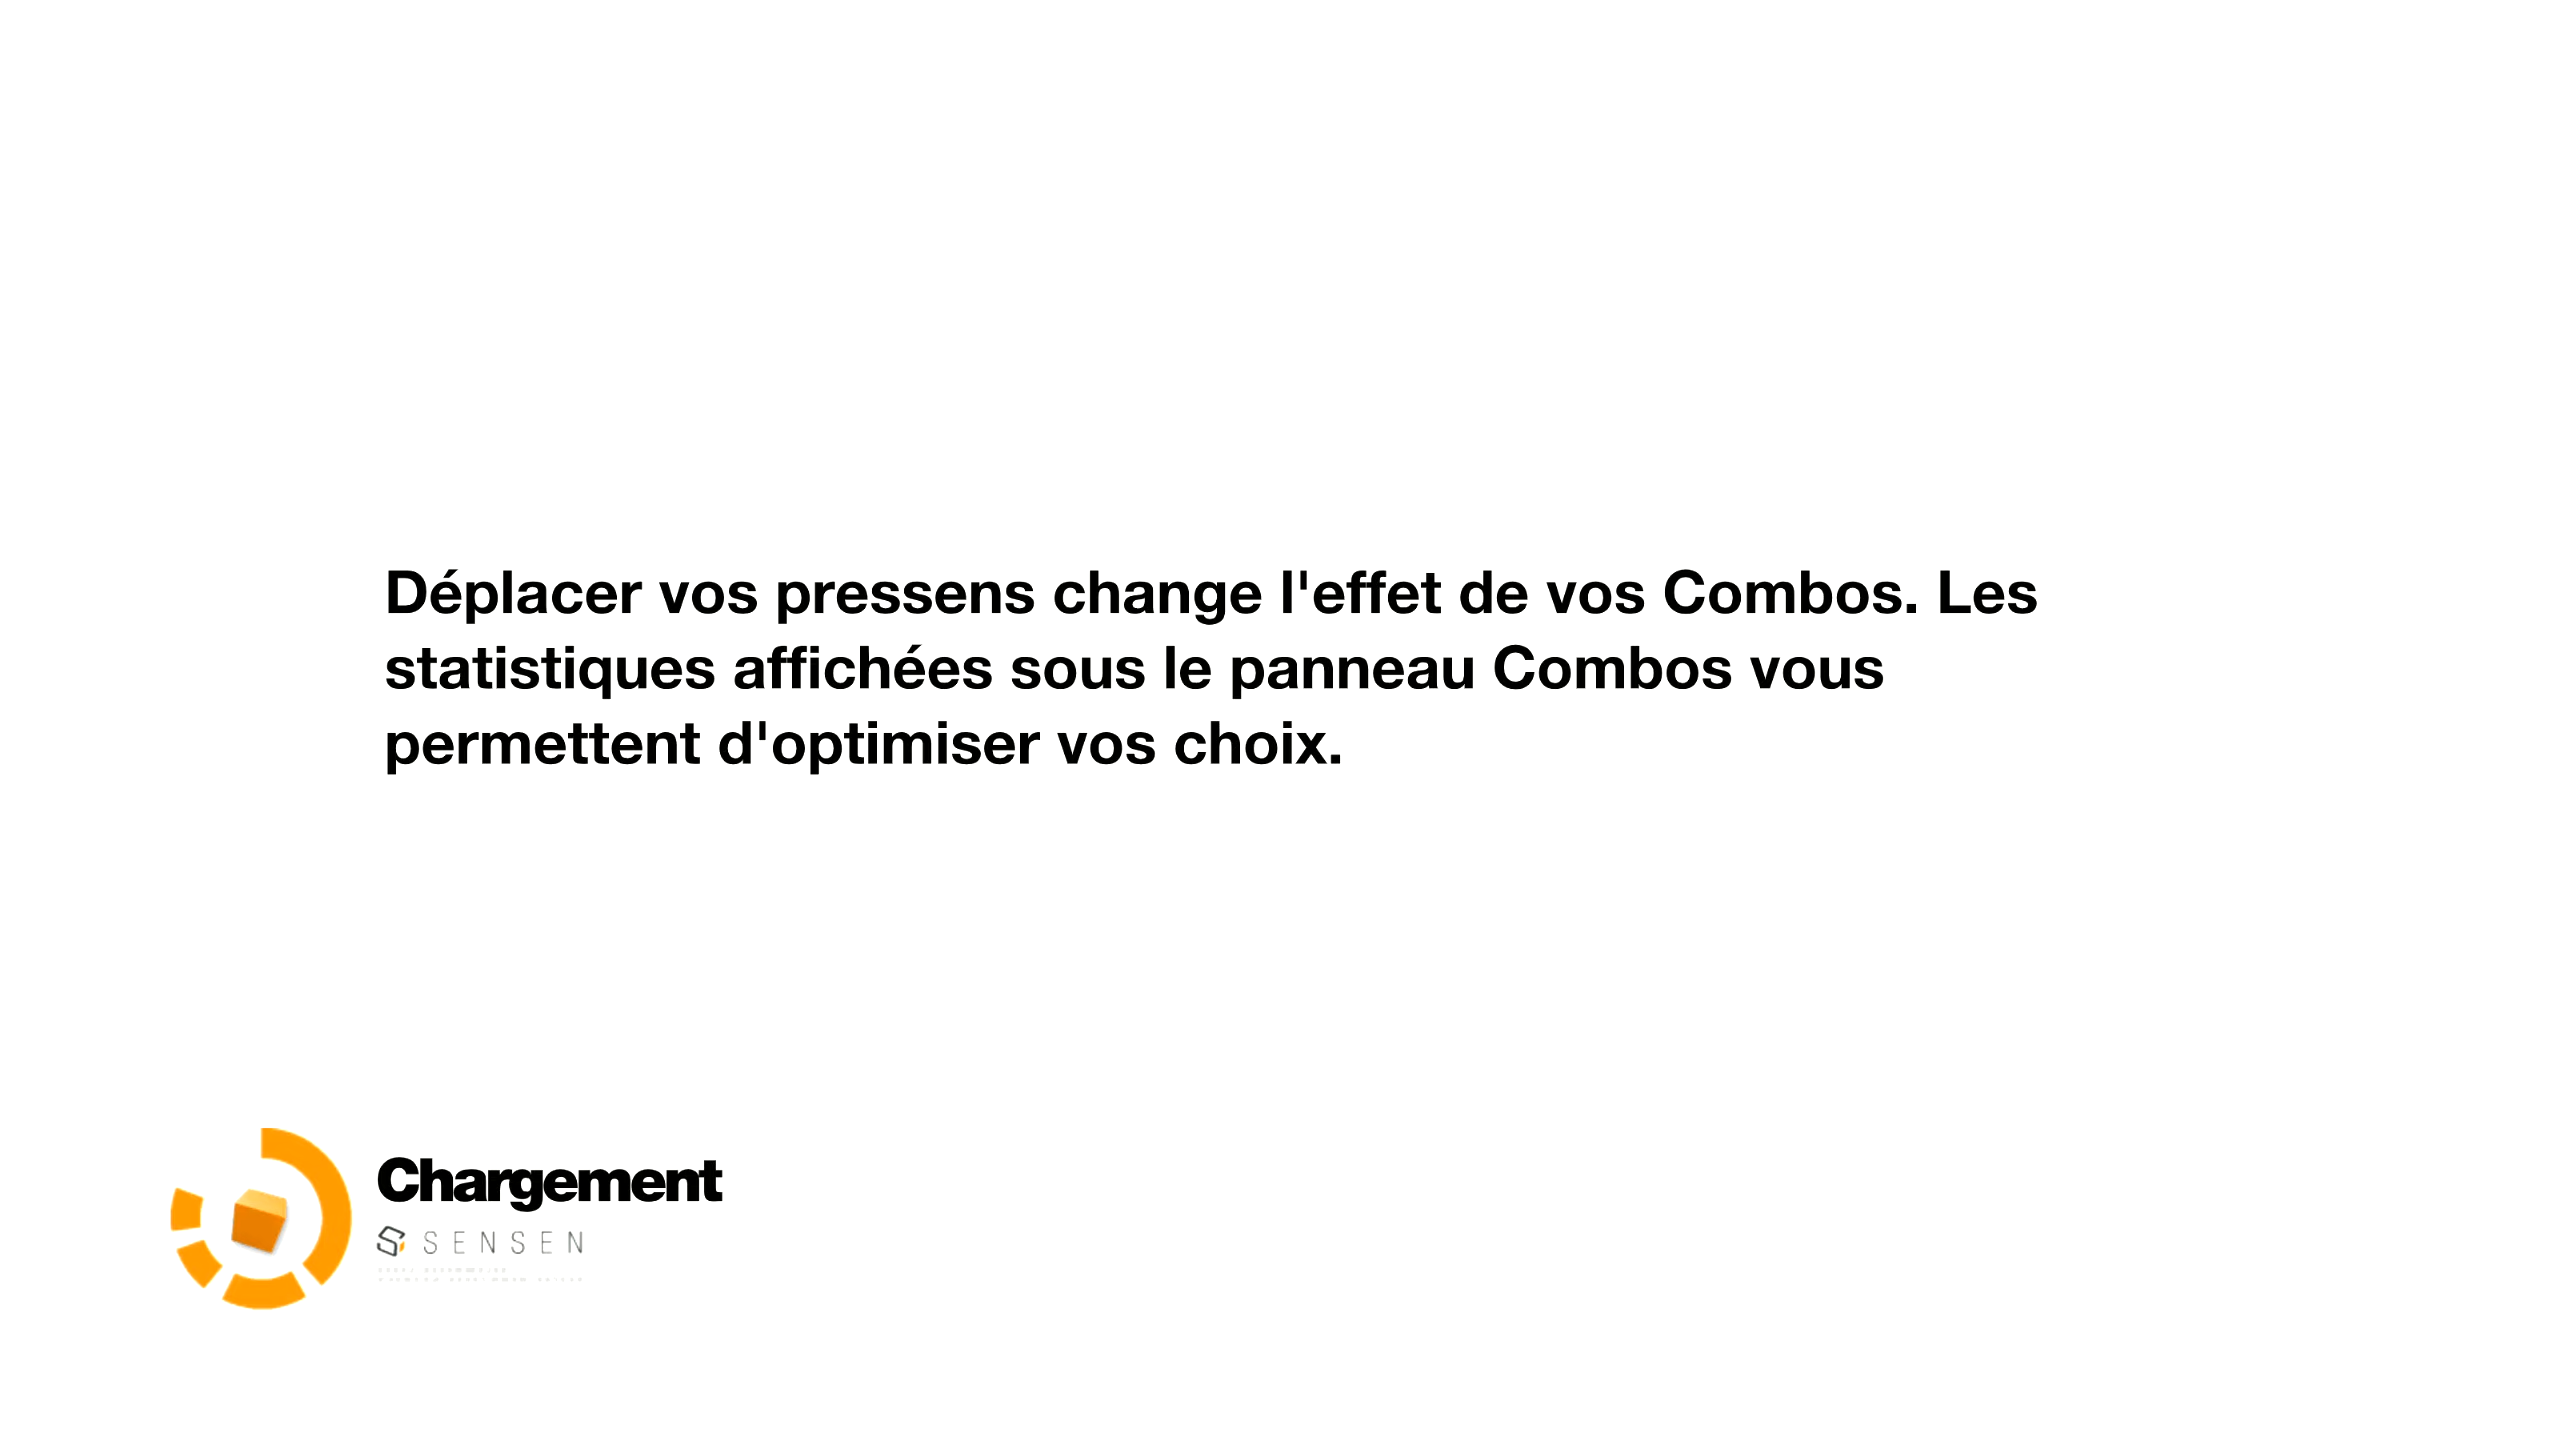 Déplacer vos pressens change l'effet de vos Combos. Les
statistiques affichées sous le panneau Combos vous
permettent d'optimiser vos choix.
Chargement
SENSEN